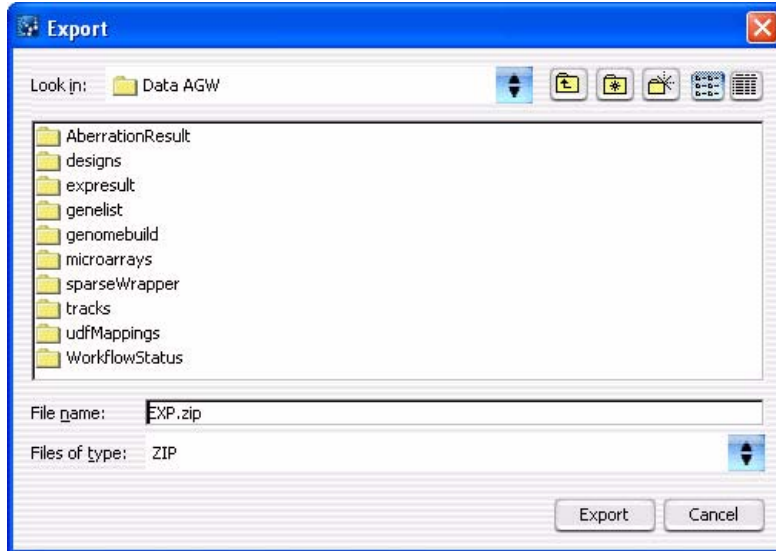 Export
Look in: Data AGW
AberrationResult
designs
expresult
genelist
genomebuild
microarrays
sparseWrapper
tracks
udfMappings
WorkflowStatus
File name: EXP.zip
Files of type: ZIP
Export Cancel